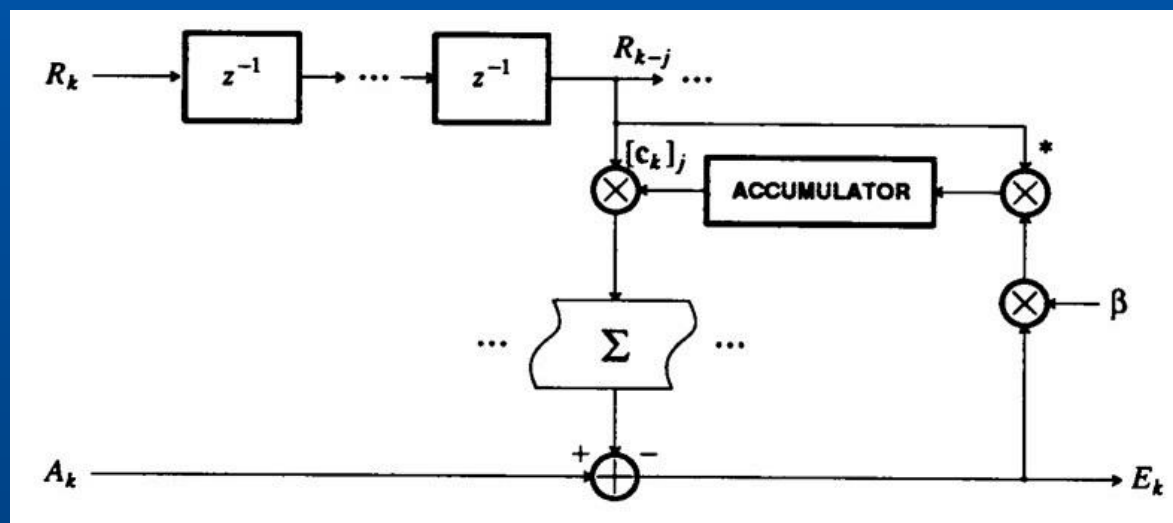 R_{k-j}
R_k z^{-1} ... z^{-1} ...
*
[c_k]_j
ACCUMULATOR
β
... Σ ...
+ −
A_k E_k